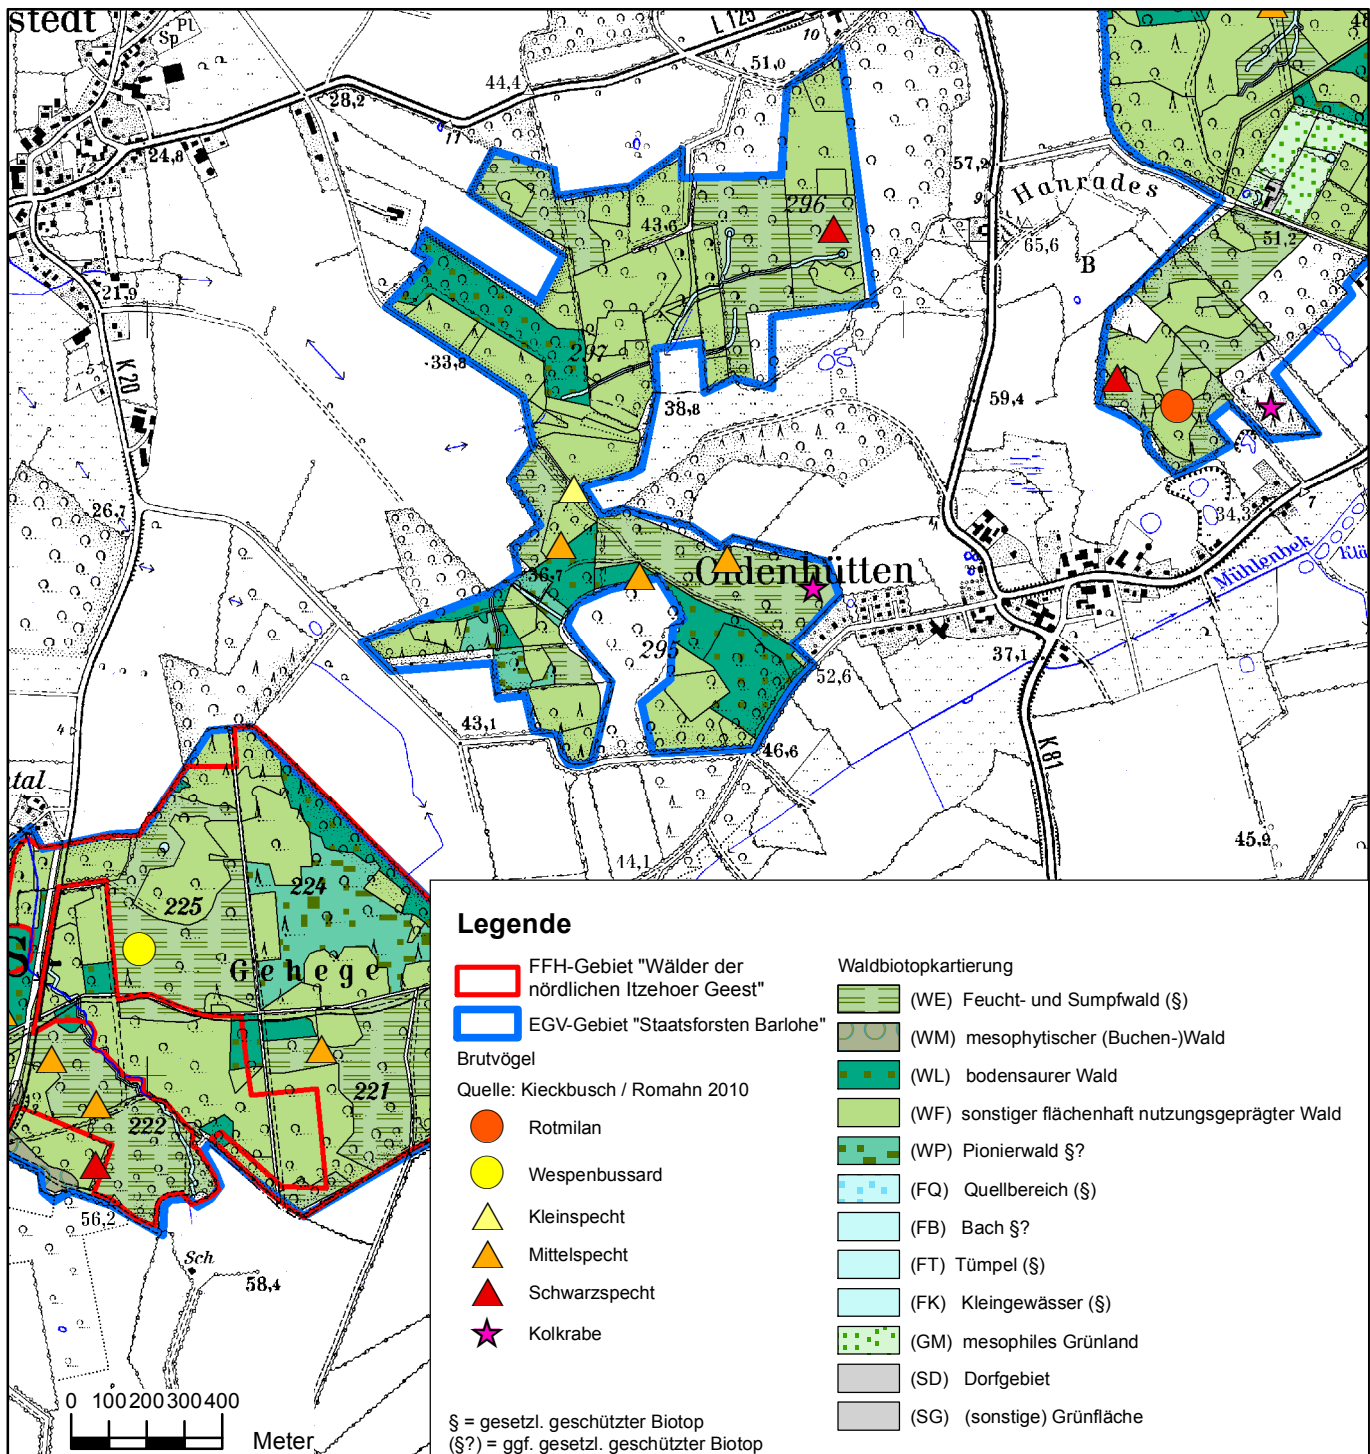 stedt
Pl
Sp
L 125
10
51,0
44,4
28,2
17
24,8
57,2
9
Hanrades
296
43,6
51,2
65,6
B
21,9
K 20
33,8
297
38,8
59,4
5
26,7
34,3
7
Mühlenbek
Klü
36,7
Oldenhütten
295
37,1
52,6
43,1
46,6
K 81
4
tal
44,1
45,9
224
225
Gehege
221
222
56,2
Sch
58,4
0 100 200 300 400
Meter
Legende
FFH-Gebiet "Wälder der
nördlichen Itzehoer Geest"
EGV-Gebiet "Staatsforsten Barlohe"
Brutvögel
Quelle: Kieckbusch / Romahn 2010
Rotmilan
Wespenbussard
Kleinspecht
Mittelspecht
Schwarzspecht
Kolkrabe
§ = gesetzl. geschützter Biotop
(§?) = ggf. gesetzl. geschützter Biotop
Waldbiotopkartierung
(WE) Feucht- und Sumpfwald (§)
(WM) mesophytischer (Buchen-)Wald
(WL) bodensaurer Wald
(WF) sonstiger flächenhaft nutzungsgeprägter Wald
(WP) Pionierwald §?
(FQ) Quellbereich (§)
(FB) Bach §?
(FT) Tümpel (§)
(FK) Kleingewässer (§)
(GM) mesophiles Grünland
(SD) Dorfgebiet
(SG) (sonstige) Grünfläche